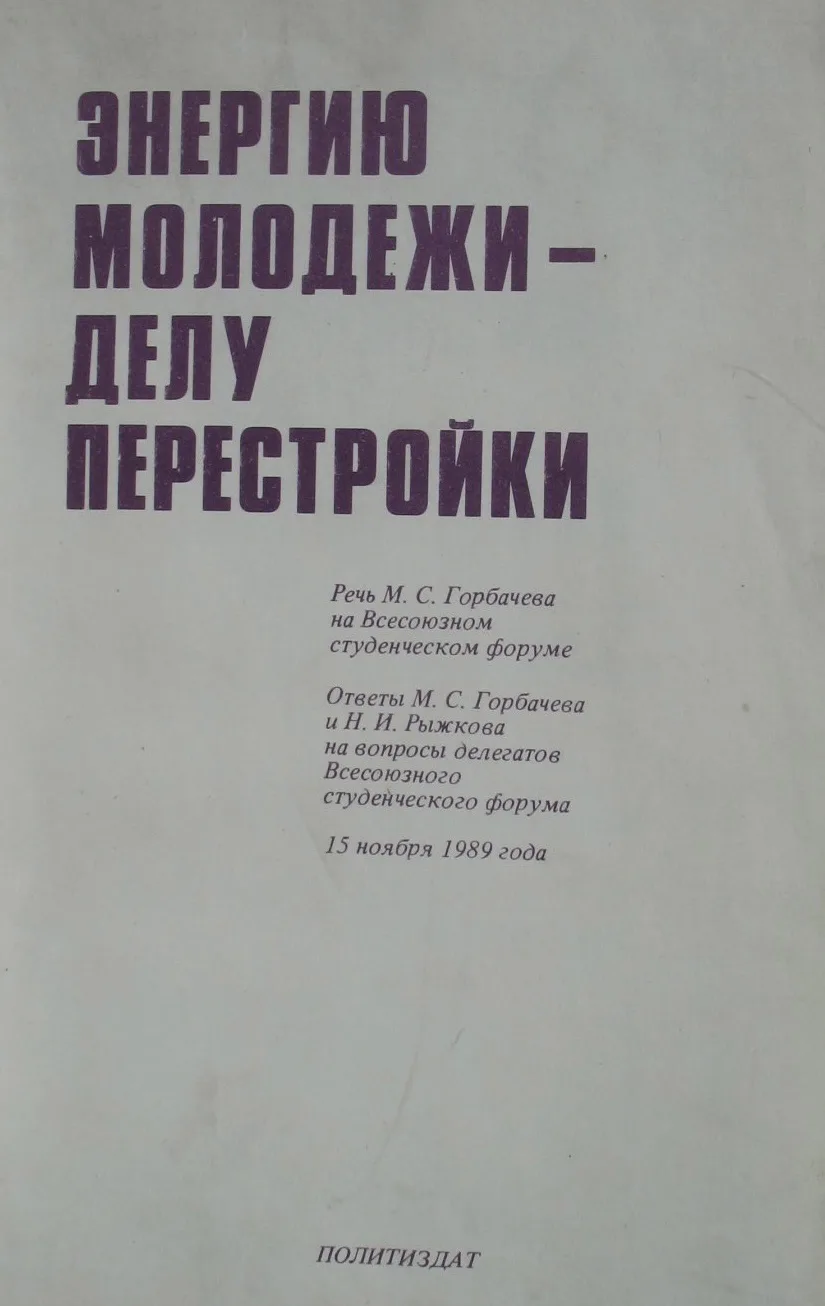 ЭНЕРГИЮ
МОЛОДЕЖИ –
ДЕЛУ
ПЕРЕСТРОЙКИ
Речь М. С. Горбачева
на Всесоюзном
студенческом форуме
Ответы М. С. Горбачева
и Н. И. Рыжкова
на вопросы делегатов
Всесоюзного
студенческого форума
15 ноября 1989 года
ПОЛИТИЗДАТ